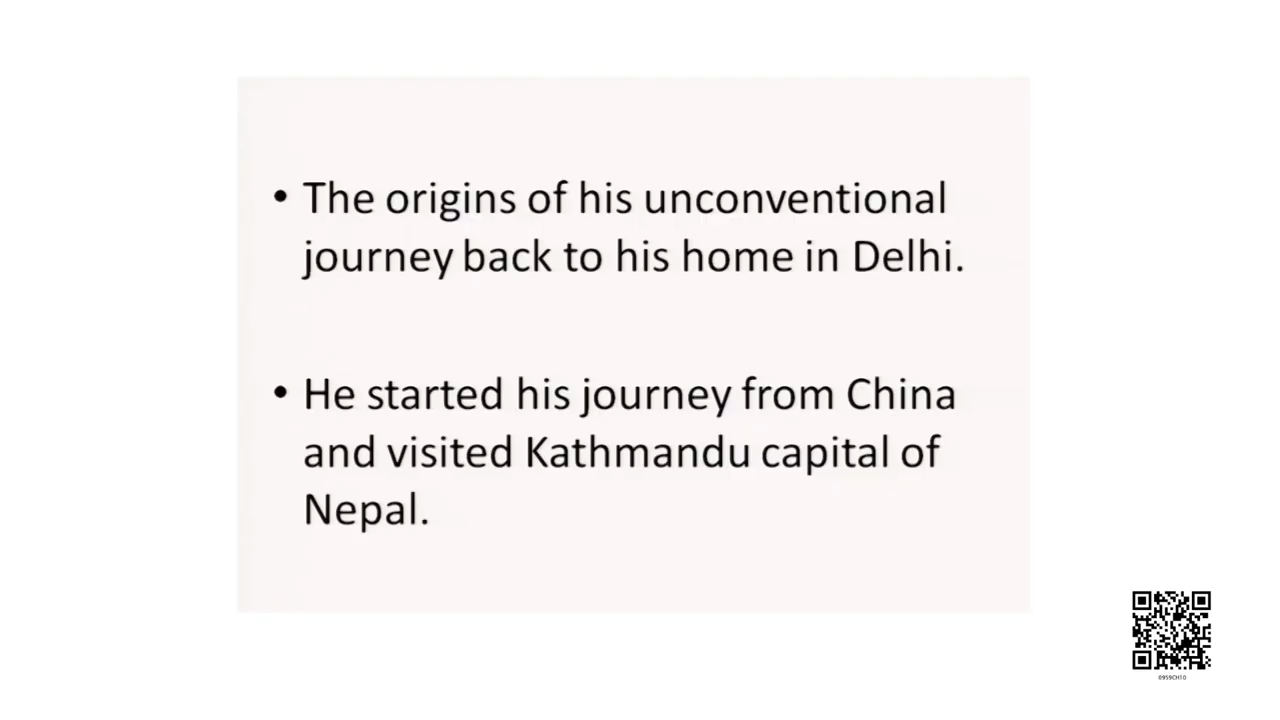 • The origins of his unconventional
journey back to his home in Delhi.
• He started his journey from China
and visited Kathmandu capital of
Nepal.
0959CH10